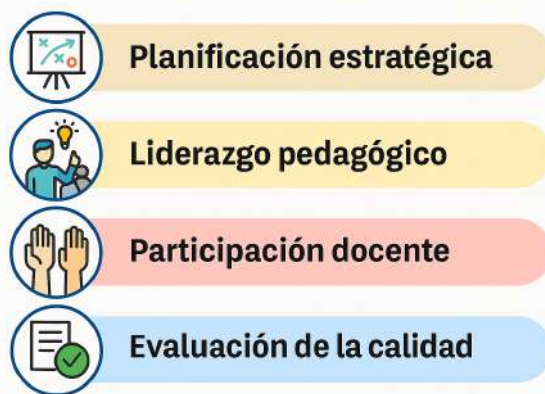 Planificación estratégica
Liderazgo pedagógico
Participación docente
Evaluación de la calidad